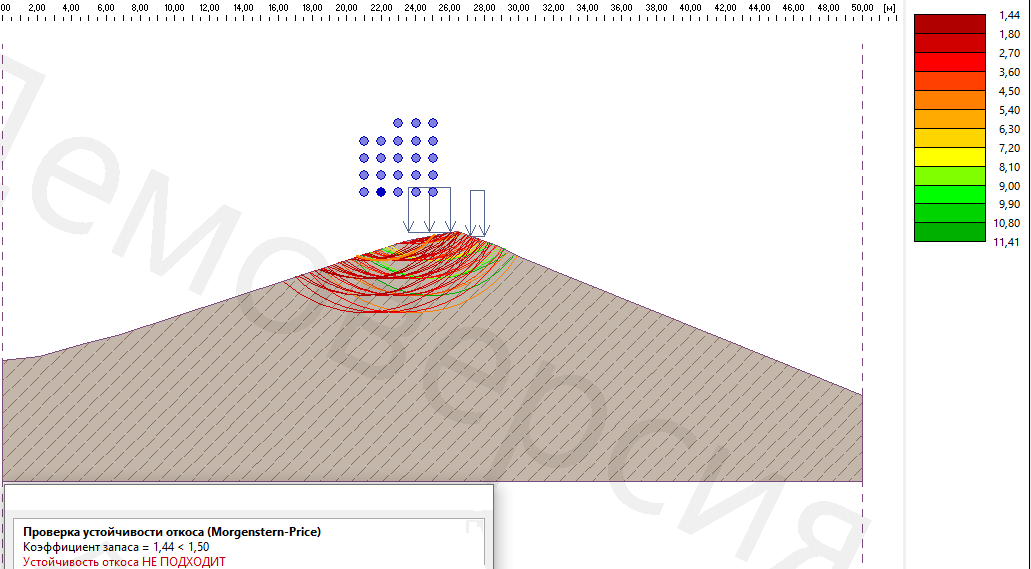 00 2,00 4,00 6,00 8,00 10,00 12,00 14,00 16,00 18,00 20,00 22,00 24,00 26,00 28,00 30,00 32,00 34,00 36,00 38,00 40,00 42,00 44,00 46,00 48,00 50,00 [м]
1,44
1,80
2,70
3,60
4,50
5,40
6,30
7,20
8,10
9,00
9,90
10,80
11,41
Демоверсия
Проверка устойчивости откоса (Morgenstern-Price)
Коэффициент запаса = 1,44 < 1,50
Устойчивость откоса НЕ ПОДХОДИТ